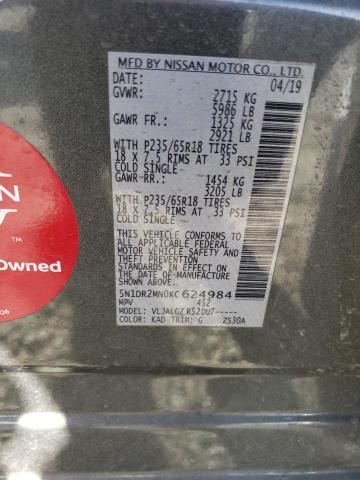 MFD BY NISSAN MOTOR CO., LTD.
DATE: 04/19
GVWR: 2715 KG
5986 LB
GAWR FR: 1325 KG
2921 LB
WITH P235/65R18 TIRES
18 X 7.5 RIMS AT 33 PSI
COLD SINGLE
GAWR-RR: 1454 KG
3205 LB
WITH P235/65R18 TIRES
18 X 7.5 RIMS AT 33 PSI
COLD SINGLE
THIS VEHICLE CONFORMS TO ALL
APPLICABLE FEDERAL
MOTOR VEHICLE SAFETY AND
THEFT PREVENTION
STANDARDS IN EFFECT ON
THE DATE OF MANUFACTURE
SHOWN ABOVE.
5N1DR2MN0KC624984
MPV 452
MODEL: VLJALGZ R52DU7-----
COLOR: KAD TRIM: G ZS30A
N
™
Owned
06